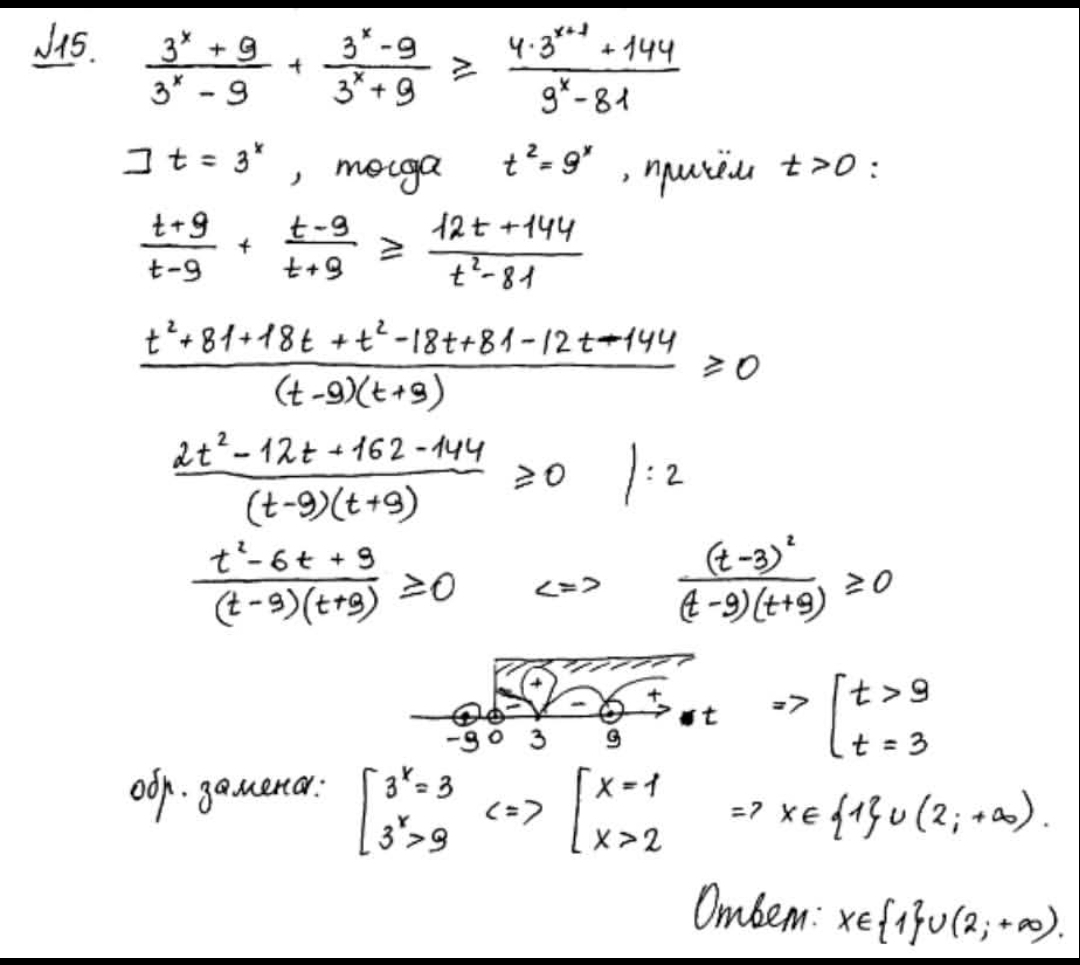 №15. (3^x + 9)/(3^x - 9) + (3^x - 9)/(3^x + 9) ≥ (4·3^(x+1) + 144)/(9^x - 81)
⊐ t = 3^x, тогда t² = 9^x, причём t > 0:
(t+9)/(t-9) + (t-9)/(t+9) ≥ (12t + 144)/(t² - 81)
(t² + 81 + 18t + t² - 18t + 81 - 12t - 144)/((t-9)(t+9)) ≥ 0
(2t² - 12t + 162 - 144)/((t-9)(t+9)) ≥ 0 | : 2
(t² - 6t + 9)/((t-9)(t+9)) ≥ 0 <=> (t-3)²/((t-9)(t+9)) ≥ 0
- + - + t => [t > 9
-9 0 3 9 [t = 3
обр. замена: [3^x = 3 <=> [x = 1 => x ∈ {1} ∪ (2; +∞).
[3^x > 9 [x > 2
Ответ: x ∈ {1} ∪ (2; +∞).